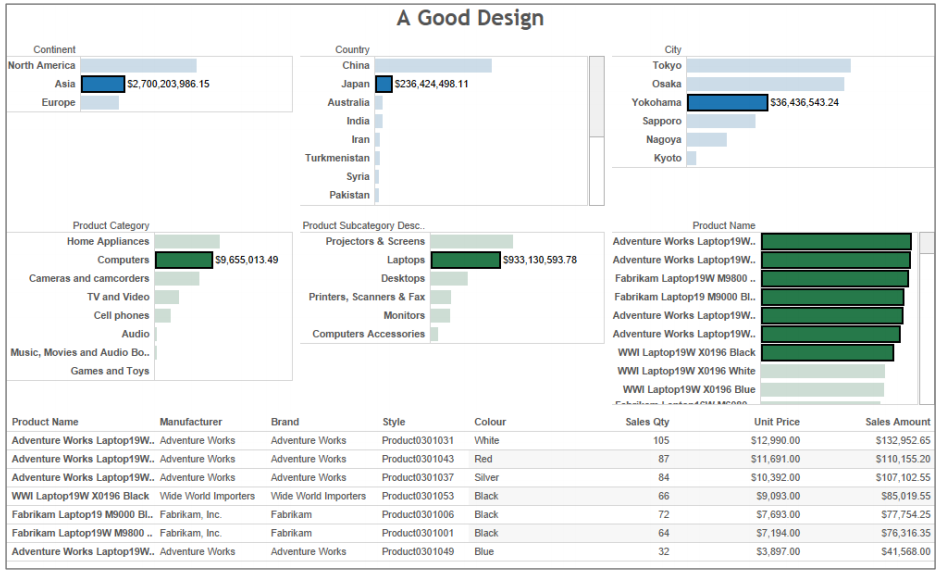 A Good Design
Continent
North America
Asia $2,700,203,986.15
Europe
Country
China
Japan $236,424,498.11
Australia
India
Iran
Turkmenistan
Syria
Pakistan
City
Tokyo
Osaka
Yokohama $36,436,543.24
Sapporo
Nagoya
Kyoto
Product Category
Home Appliances
Computers $9,655,013.49
Cameras and camcorders
TV and Video
Cell phones
Audio
Music, Movies and Audio Bo..
Games and Toys
Product Subcategory Desc..
Projectors & Screens
Laptops $933,130,593.78
Desktops
Printers, Scanners & Fax
Monitors
Computers Accessories
Product Name
Adventure Works Laptop19W..
Adventure Works Laptop19W..
Fabrikam Laptop19W M9800 ..
Fabrikam Laptop19 M9000 Bl..
Adventure Works Laptop19W..
Adventure Works Laptop19W..
WWI Laptop19W X0196 Black
WWI Laptop19W X0196 White
WWI Laptop19W X0196 Blue
Product Name Manufacturer Brand Style Colour Sales Qty Unit Price Sales Amount
Adventure Works Laptop19W.. Adventure Works Adventure Works Product0301031 White 105 $12,990.00 $132,952.65
Adventure Works Laptop19W.. Adventure Works Adventure Works Product0301043 Red 87 $11,691.00 $110,155.20
Adventure Works Laptop19W.. Adventure Works Adventure Works Product0301037 Silver 84 $10,392.00 $107,102.55
WWI Laptop19W X0196 Black Wide World Importers Wide World Importers Product0301053 Black 66 $9,093.00 $85,019.55
Fabrikam Laptop19 M9000 Bl.. Fabrikam, Inc. Fabrikam Product0301006 Black 72 $7,693.00 $77,754.25
Fabrikam Laptop19W M9800 .. Fabrikam, Inc. Fabrikam Product0301001 Black 64 $7,194.00 $76,316.35
Adventure Works Laptop19W.. Adventure Works Adventure Works Product0301049 Blue 32 $3,897.00 $41,568.00